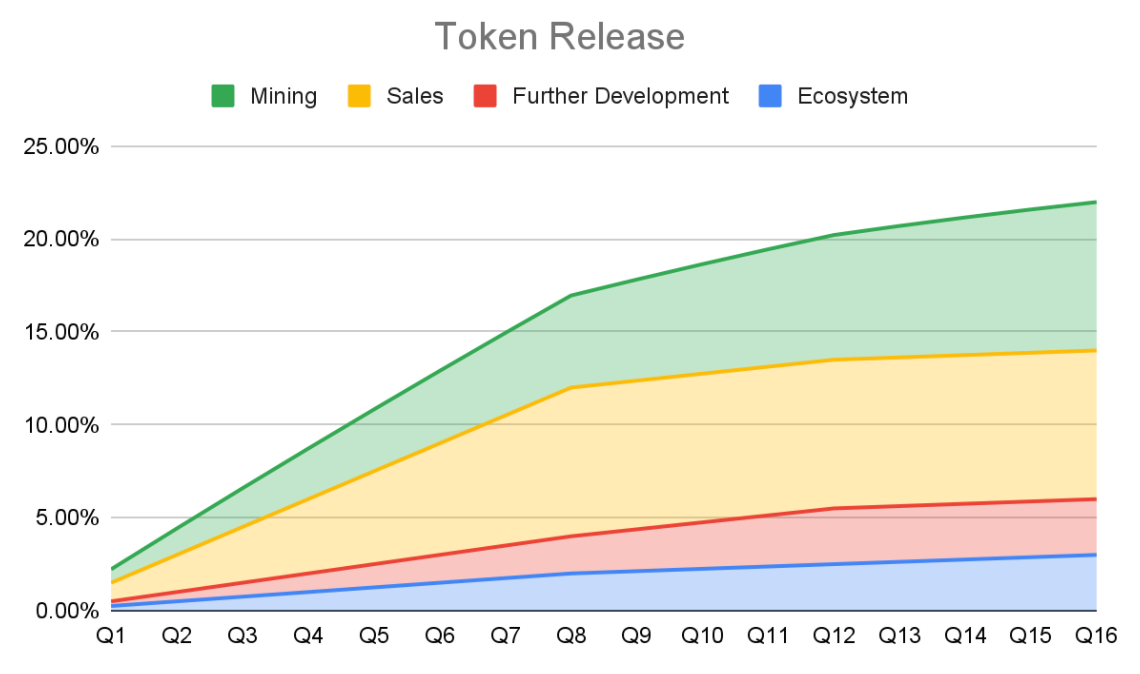 Token Release
Mining Sales Further Development Ecosystem
25.00%
20.00%
15.00%
10.00%
5.00%
0.00%
Q1 Q2 Q3 Q4 Q5 Q6 Q7 Q8 Q9 Q10 Q11 Q12 Q13 Q14 Q15 Q16